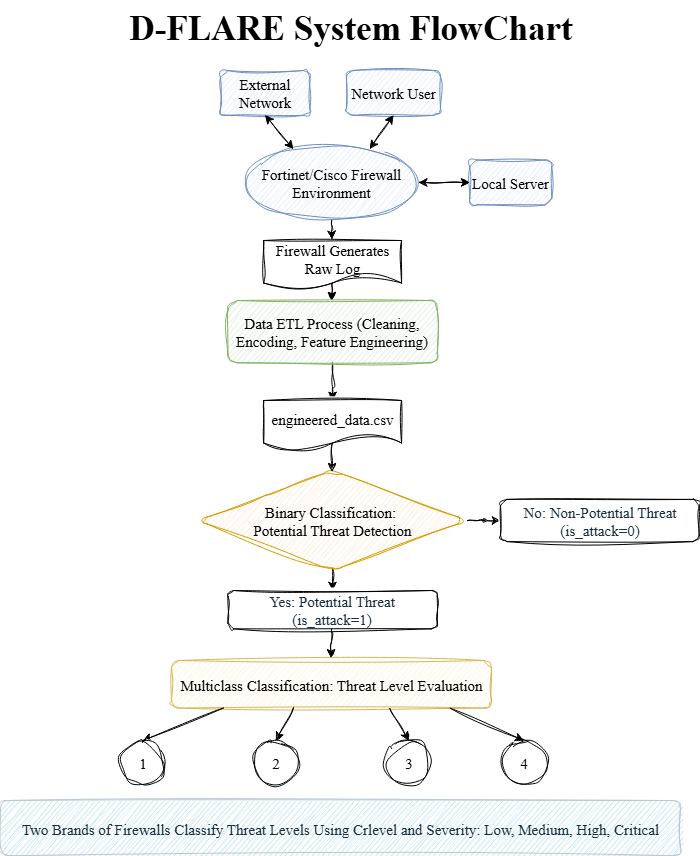 D-FLARE System FlowChart
External
Network
Network User
Fortinet/Cisco Firewall
Environment
Local Server
Firewall Generates
Raw Log
Data ETL Process (Cleaning,
Encoding, Feature Engineering)
engineered_data.csv
Binary Classification:
Potential Threat Detection
No: Non-Potential Threat
(is_attack=0)
Yes: Potential Threat
(is_attack=1)
Multiclass Classification: Threat Level Evaluation
1
2
3
4
Two Brands of Firewalls Classify Threat Levels Using Crlevel and Severity: Low, Medium, High, Critical